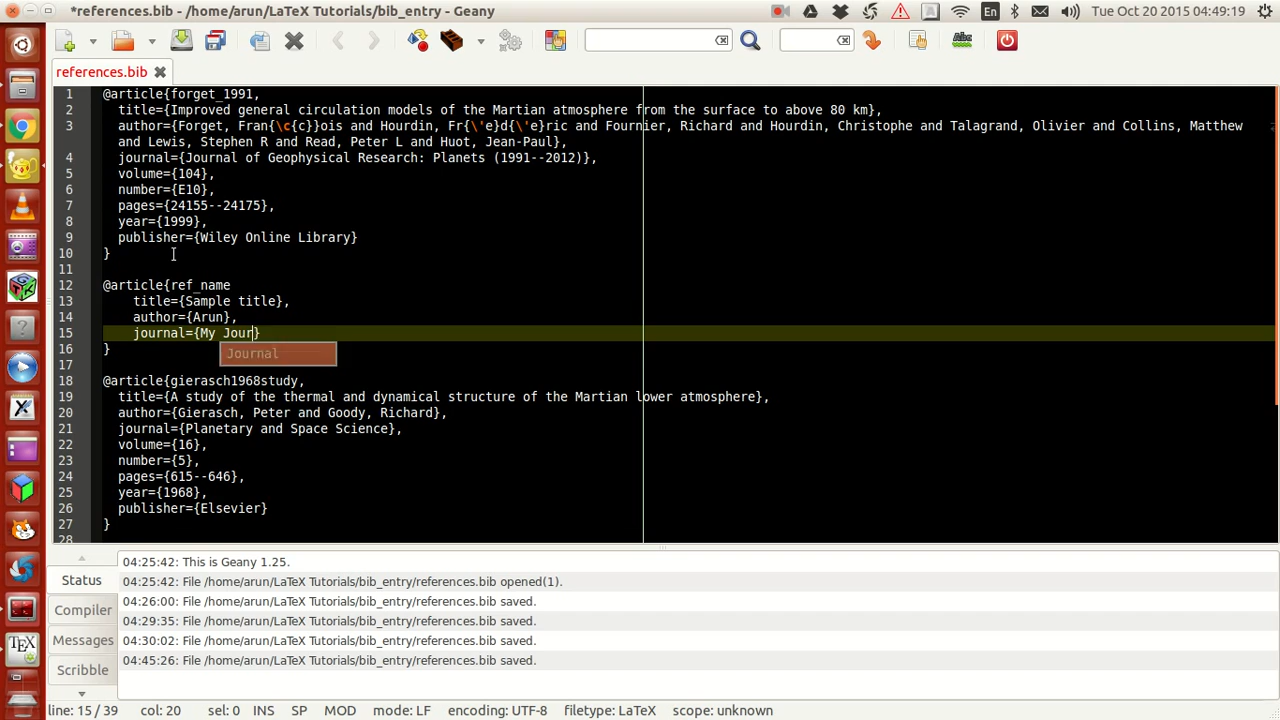 *references.bib - /home/arun/LaTeX Tutorials/bib_entry - Geany
En
Tue Oct 20 2015 04:49:19
Abc
references.bib
1 @article{forget_1991,
2 title={Improved general circulation models of the Martian atmosphere from the surface to above 80 km},
3 author={Forget, Fran{\c{c}}ois and Hourdin, Fr{\'e}d{\'e}ric and Fournier, Richard and Hourdin, Christophe and Talagrand, Olivier and Collins, Matthew
and Lewis, Stephen R and Read, Peter L and Huot, Jean-Paul},
4 journal={Journal of Geophysical Research: Planets (1991--2012)},
5 volume={104},
6 number={E10},
7 pages={24155--24175},
8 year={1999},
9 publisher={Wiley Online Library}
10 }
11
12 @article{ref_name
13 title={Sample title},
14 author={Arun},
15 journal={My Jour}
16 }
Journal
17
18 @article{gierasch1968study,
19 title={A study of the thermal and dynamical structure of the Martian lower atmosphere},
20 author={Gierasch, Peter and Goody, Richard},
21 journal={Planetary and Space Science},
22 volume={16},
23 number={5},
24 pages={615--646},
25 year={1968},
26 publisher={Elsevier}
27 }
28
Status
Compiler
Messages
Scribble
04:25:42: This is Geany 1.25.
04:25:42: File /home/arun/LaTeX Tutorials/bib_entry/references.bib opened(1).
04:26:00: File /home/arun/LaTeX Tutorials/bib_entry/references.bib saved.
04:29:35: File /home/arun/LaTeX Tutorials/bib_entry/references.bib saved.
04:30:02: File /home/arun/LaTeX Tutorials/bib_entry/references.bib saved.
04:45:26: File /home/arun/LaTeX Tutorials/bib_entry/references.bib saved.
line: 15 / 39 col: 20 sel: 0 INS SP MOD mode: LF encoding: UTF-8 filetype: LaTeX scope: unknown